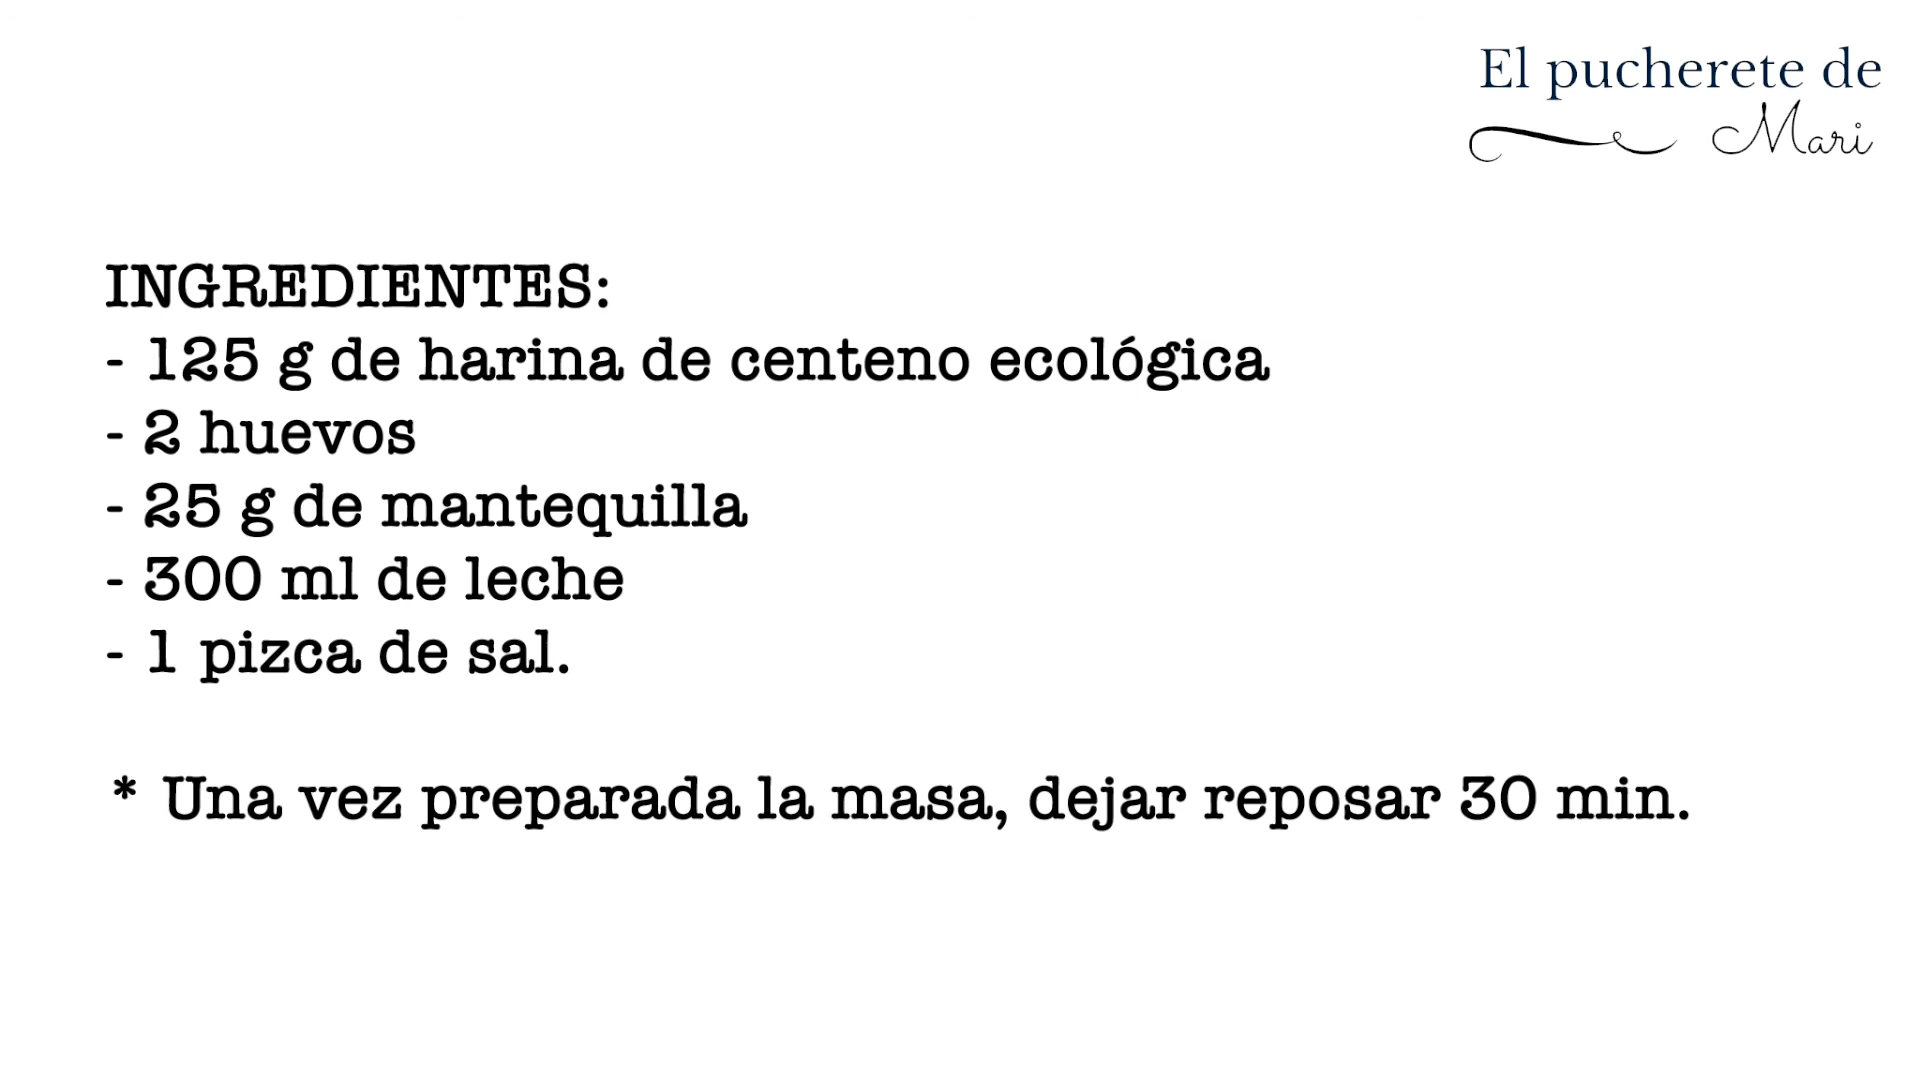 El pucherete de
Mari
INGREDIENTES:
- 125 g de harina de centeno ecológica
- 2 huevos
- 25 g de mantequilla
- 300 ml de leche
- 1 pizca de sal.
* Una vez preparada la masa, dejar reposar 30 min.